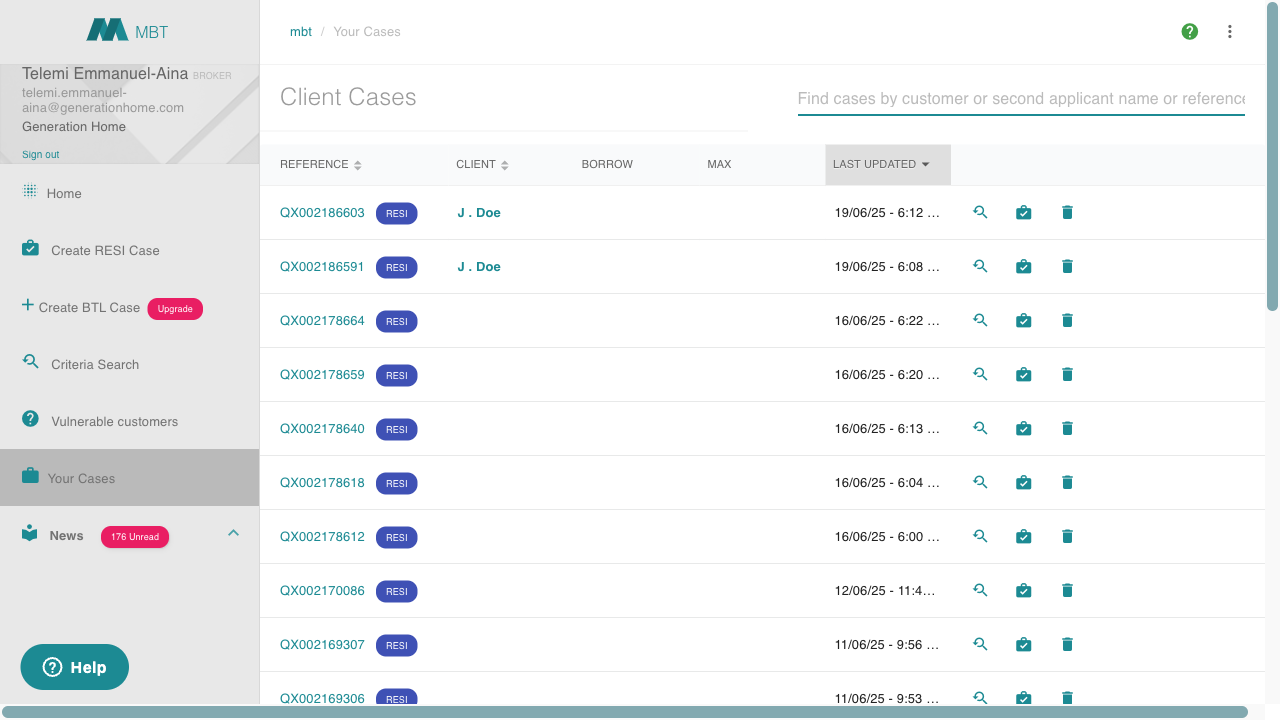 MBT
Telemi Emmanuel-Aina BROKER
telemi.emmanuel-
aina@generationhome.com
Generation Home
Sign out
Home
Create RESI Case
Create BTL Case Upgrade
Criteria Search
Vulnerable customers
Your Cases
News 176 Unread
Help
mbt / Your Cases
Client Cases
Find cases by customer or second applicant name or reference
REFERENCE CLIENT BORROW MAX LAST UPDATED
QX002186603 RESI J . Doe 19/06/25 - 6:12 ...
QX002186591 RESI J . Doe 19/06/25 - 6:08 ...
QX002178664 RESI 16/06/25 - 6:22 ...
QX002178659 RESI 16/06/25 - 6:20 ...
QX002178640 RESI 16/06/25 - 6:13 ...
QX002178618 RESI 16/06/25 - 6:04 ...
QX002178612 RESI 16/06/25 - 6:00 ...
QX002170086 RESI 12/06/25 - 11:4...
QX002169307 RESI 11/06/25 - 9:56 ...
QX002169306 RESI 11/06/25 - 9:53 ...